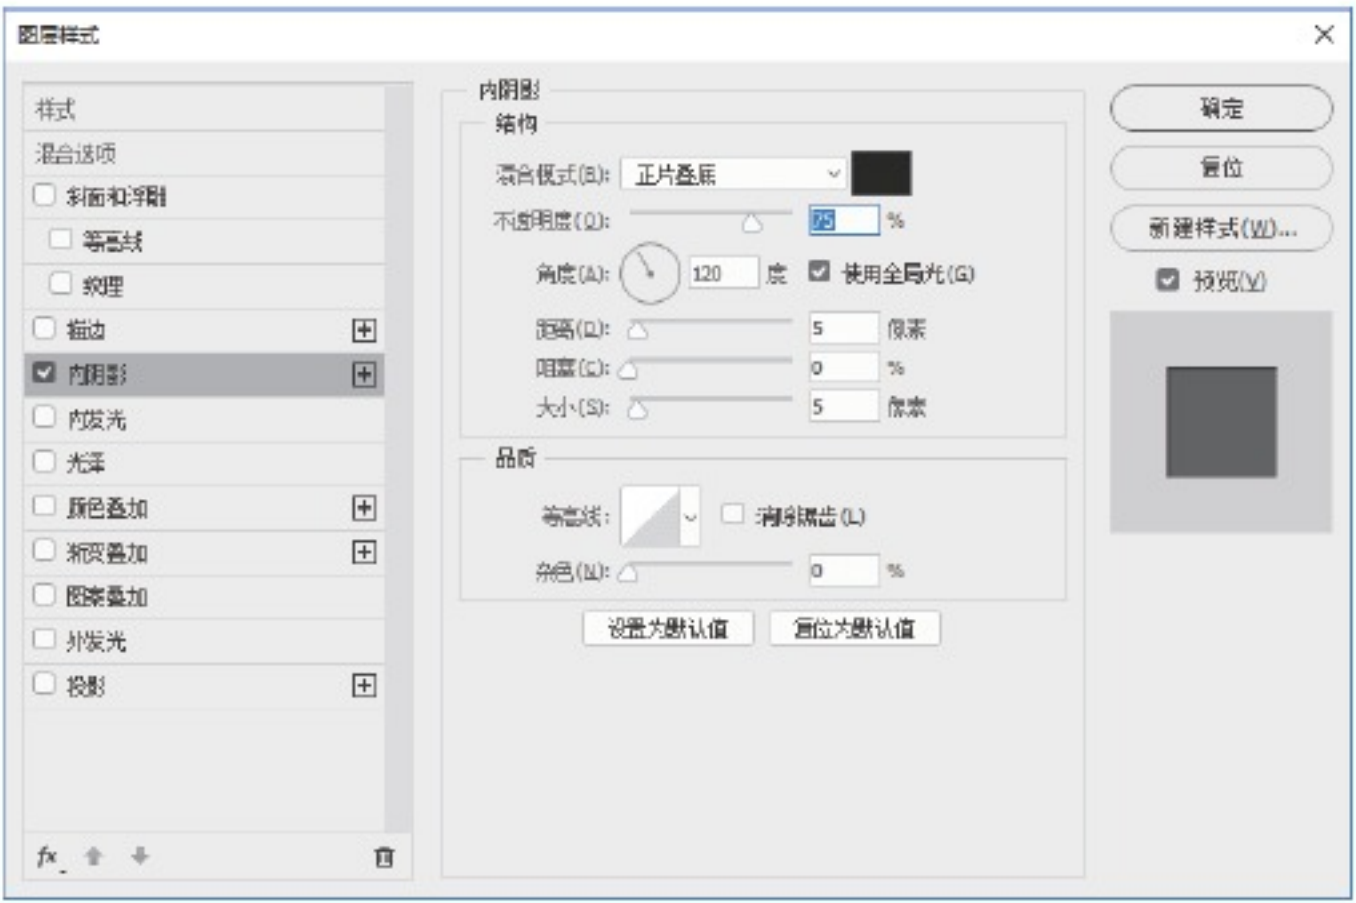 图层样式
样式
混合选项
斜面和浮雕
等高线
纹理
描边
内阴影
内发光
光泽
颜色叠加
渐变叠加
图案叠加
外发光
投影
fx
内阴影
结构
混合模式(B): 正片叠底
不透明度(O): 75 %
角度(A): 120 度 使用全局光(G)
距离(D): 5 像素
阻塞(C): 0 %
大小(S): 5 像素
品质
等高线: 消除锯齿(L)
杂色(N): 0 %
设置为默认值 复位为默认值
确定
复位
新建样式(W)...
预览(V)